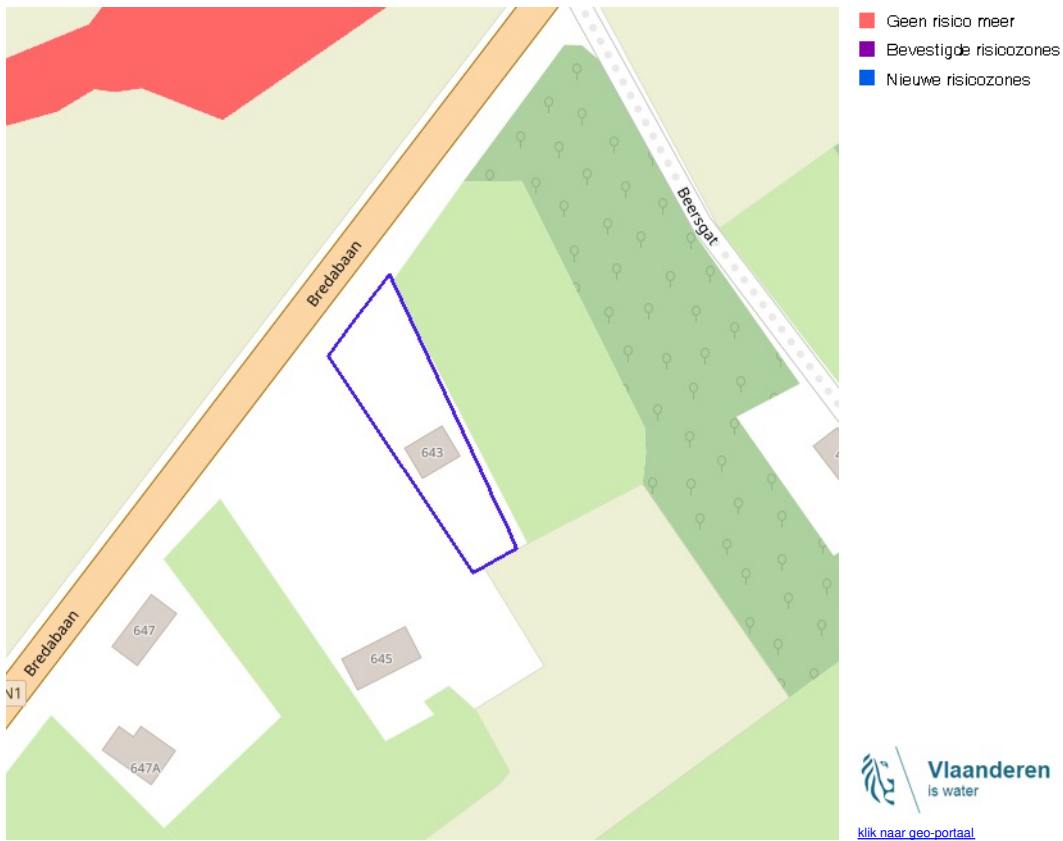 Geen risico meer
Bevestigde risicozones
Nieuwe risicozones
Beersgat
Bredabaan
643
Bredabaan
647
645
N1
647A
Vlaanderen
is water
klik naar geo-portaal